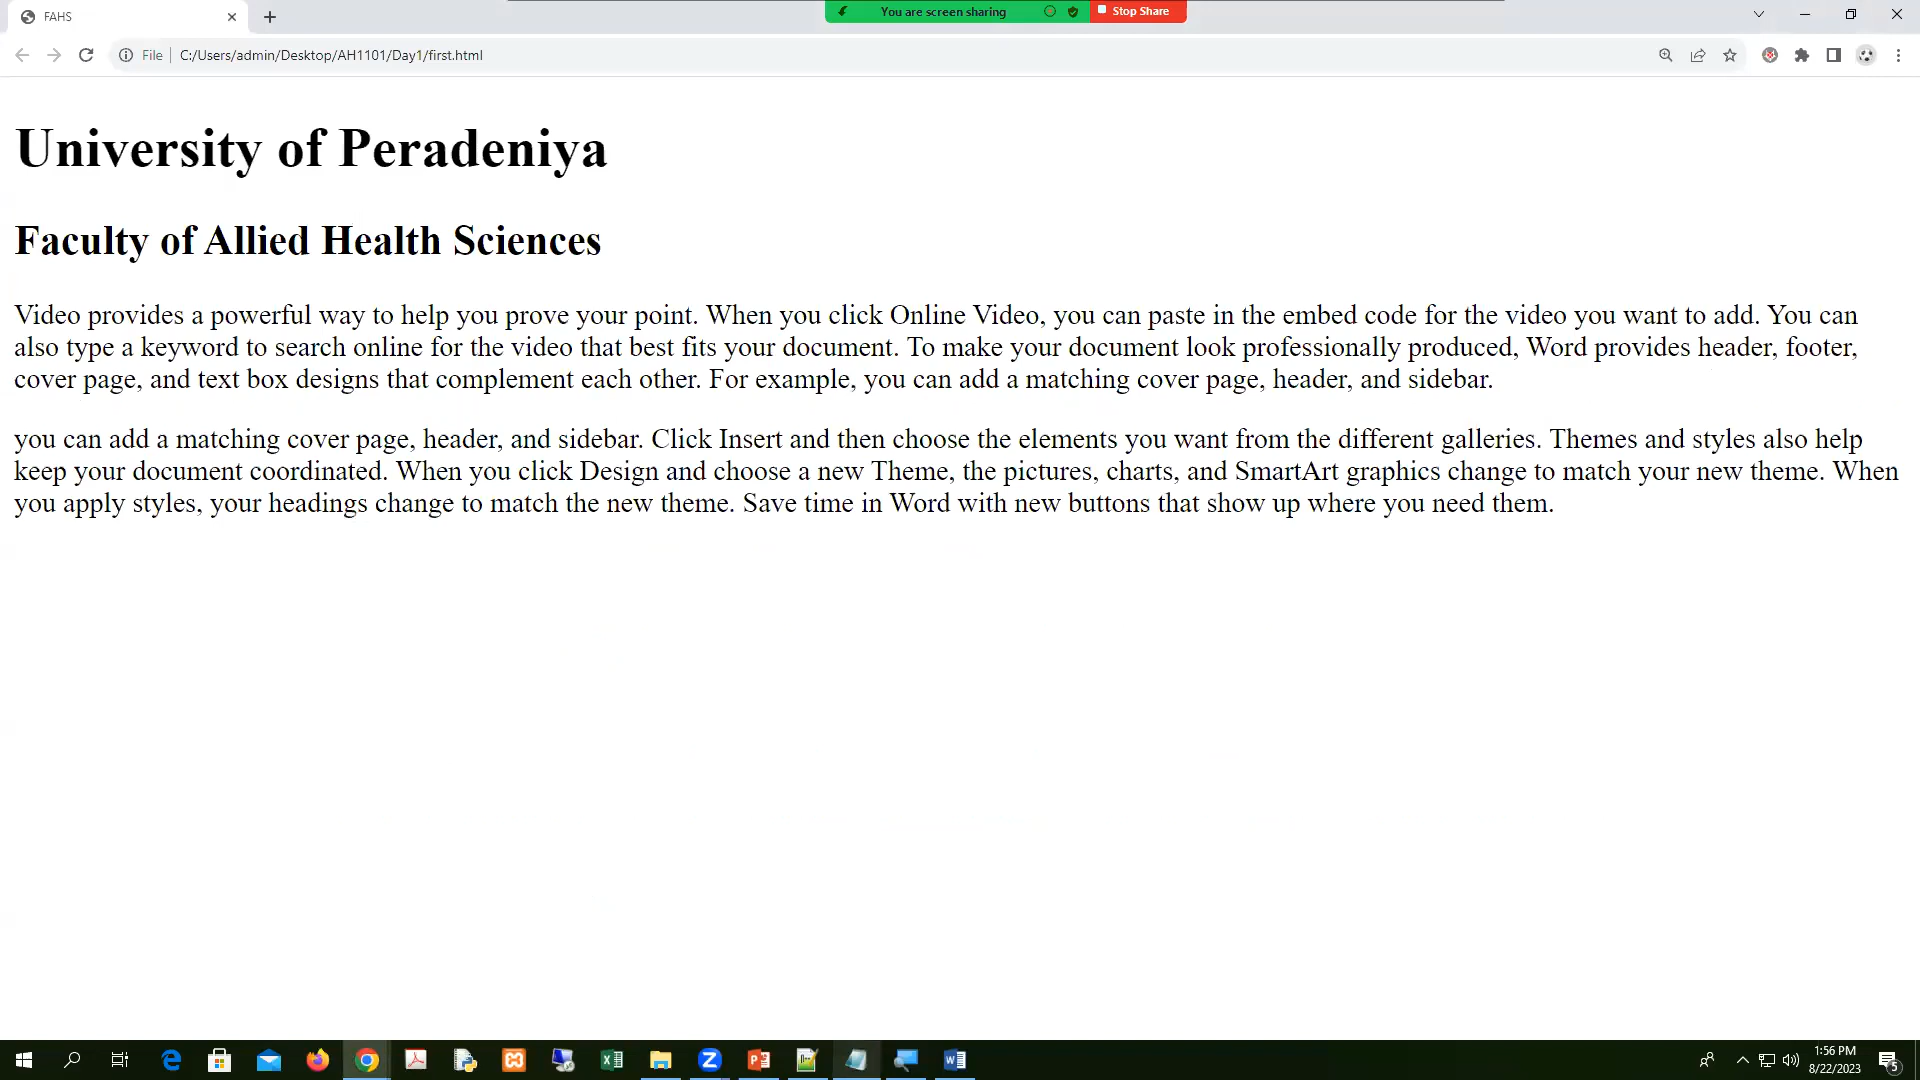 FAHS
You are screen sharing
Stop Share
File
C:/Users/admin/Desktop/AH1101/Day1/first.html
University of Peradeniya
Faculty of Allied Health Sciences
Video provides a powerful way to help you prove your point. When you click Online Video, you can paste in the embed code for the video you want to add. You can
also type a keyword to search online for the video that best fits your document. To make your document look professionally produced, Word provides header, footer,
cover page, and text box designs that complement each other. For example, you can add a matching cover page, header, and sidebar.
you can add a matching cover page, header, and sidebar. Click Insert and then choose the elements you want from the different galleries. Themes and styles also help
keep your document coordinated. When you click Design and choose a new Theme, the pictures, charts, and SmartArt graphics change to match your new theme. When
you apply styles, your headings change to match the new theme. Save time in Word with new buttons that show up where you need them.
1:56 PM
8/22/2023
5